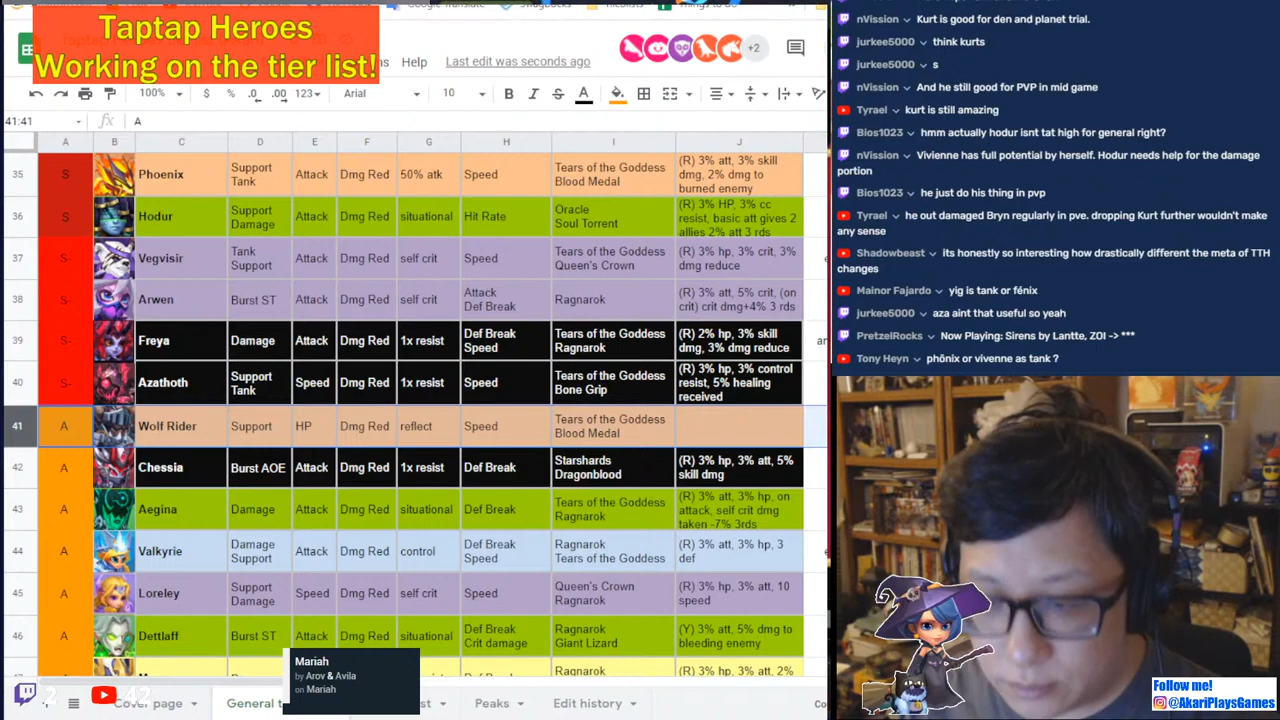 Google Translate
Swagbucks
Taptap Heroes
Working on the tier list!
Help
Last edit was seconds ago
+2
100%
$
%
.0
.00
123
Arial
10
B
I
S
A
41:41
fx
A
A
B
C
D
E
F
G
H
I
J
35
S
Phoenix
Support
Tank
Attack
Dmg Red
50% atk
Speed
Tears of the Goddess
Blood Medal
(R) 3% att, 3% skill
dmg, 2% dmg to
burned enemy
36
S
Hodur
Support
Damage
Attack
Dmg Red
situational
Hit Rate
Oracle
Soul Torrent
(R) 3% HP, 3% cc
resist, basic att gives 2
allies 2% att 3 rds
37
S-
Vegvisir
Tank
Support
Attack
Dmg Red
self crit
Speed
Tears of the Goddess
Queen's Crown
(R) 3% hp, 3% crit, 3%
dmg reduce
38
S-
Arwen
Burst ST
Attack
Dmg Red
self crit
Attack
Def Break
Ragnarok
(R) 3% att, 5% crit, (on
crit) crit dmg+4% 3 rds
39
S-
Freya
Damage
Attack
Dmg Red
1x resist
Def Break
Speed
Tears of the Goddess
Ragnarok
(R) 2% hp, 3% skill
dmg, 3% dmg reduce
40
S-
Azathoth
Support
Tank
Speed
Dmg Red
1x resist
Speed
Tears of the Goddess
Bone Grip
(R) 3% hp, 3% control
resist, 5% healing
received
41
A
Wolf Rider
Support
HP
Dmg Red
reflect
Speed
Tears of the Goddess
Blood Medal
42
A
Chessia
Burst AOE
Attack
Dmg Red
1x resist
Def Break
Starshards
Dragonblood
(R) 3% hp, 3% att, 5%
skill dmg
43
A
Aegina
Damage
Attack
Dmg Red
situational
Def Break
Speed
Tears of the Goddess
Ragnarok
(R) 3% att, 3% hp, on
attack, self crit dmg
taken -7% 3rds
44
A
Valkyrie
Damage
Support
Attack
Dmg Red
control
Def Break
Speed
Ragnarok
Tears of the Goddess
(R) 3% att, 3% hp, 3
def
45
A
Loreley
Support
Damage
Speed
Dmg Red
self crit
Speed
Queen's Crown
Ragnarok
(R) 3% hp, 3% att, 10
speed
46
A
Dettlaff
Burst ST
Attack
Dmg Red
situational
Def Break
Crit damage
Ragnarok
Giant Lizard
(Y) 3% att, 5% dmg to
bleeding enemy
Ragnarok
(R) 3% hp, 3% att, 2%
Mariah
by Arov & Avila
on Mariah
Cover page
General t
Peaks
Edit history
nVission Kurt is good for den and planet trial.
jurkee5000 think kurts
jurkee5000 s
nVission And he still good for PVP in mid game
Tyrael kurt is still amazing
Bios1023 hmm actually hodur isnt tat high for general right?
nVission Vivienne has full potential by herself. Hodur needs help for the damage
portion
Bios1023 he just do his thing in pvp
Tyrael he out damaged Bryn regularly in pve. dropping Kurt further wouldn't make
any sense
Shadowbeast its honestly so interesting how drastically different the meta of TTH
changes
Mainor Fajardo yig is tank or fénix
jurkee5000 aza aint that useful so yeah
PretzelRocks Now Playing: Sirens by Lantte, ZOI -> ***
Tony Heyn phönix or vivenne as tank ?
Follow me!
@AkariPlaysGames